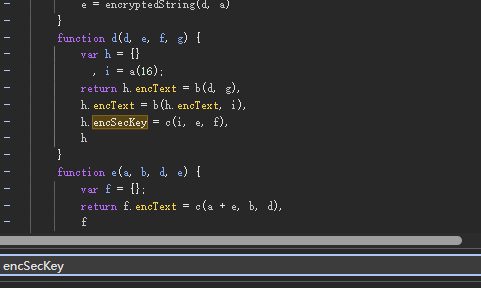 e = encryptedString(d, a)
}
function d(d, e, f, g) {
var h = {}
, i = a(16);
return h.encText = b(d, g),
h.encText = b(h.encText, i),
h.encSecKey = c(i, e, f),
h
}
function e(a, b, d, e) {
var f = {};
return f.encText = c(a + e, b, d),
f
encSecKey